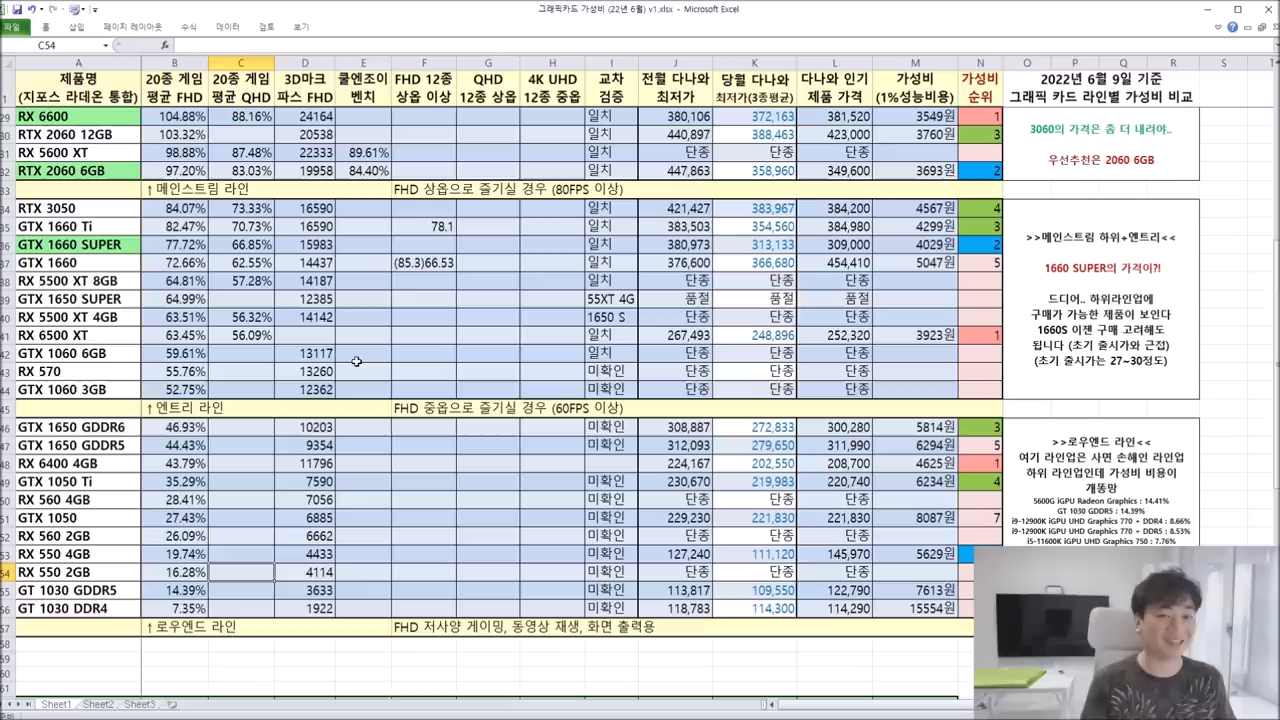 그래픽카드 가성비 (22년 6월) v1.xlsx - Microsoft Excel
파일 홈 삽입 페이지 레이아웃 수식 데이터 검토 보기
C54 fx
A B C D E F G H I J K L M N O P Q R S T
제품명 (지포스 라데온 통합) 20종 게임 평균 FHD 20종 게임 평균 QHD 3D마크 파스 FHD 쿨엔조이 벤치 FHD 12종 상옵 이상 QHD 12종 상옵 4K UHD 12종 중옵 교차 검증 전월 다나와 최저가 당월 다나와 최저가(3종평균) 다나와 인기 제품 가격 가성비 (1%성능비용) 가성비 순위
2022년 6월 9일 기준
그래픽 카드 라인별 가성비 비교
RX 6600 104.88% 88.16% 24164 일치 380,106 372,163 381,520 3549원 1
RTX 2060 12GB 103.32% 20538 일치 440,897 388,463 423,000 3760원 3
RX 5600 XT 98.88% 87.48% 22333 89.61% 일치 단종 단종 단종
RTX 2060 6GB 97.20% 83.03% 19958 84.40% 일치 447,863 358,960 349,600 3693원 2
3060의 가격은 좀 더 내려야..
우선추천은 2060 6GB
↑ 메인스트림 라인 FHD 상옵으로 즐기실 경우 (80FPS 이상)
RTX 3050 84.07% 73.33% 16590 일치 421,427 383,967 384,200 4567원 4
GTX 1660 Ti 82.47% 70.73% 16590 78.1 일치 383,503 354,560 384,980 4299원 3
GTX 1660 SUPER 77.72% 66.85% 15983 일치 380,973 313,133 309,000 4029원 2
GTX 1660 72.66% 62.55% 14437 (85.3)66.53 일치 376,600 366,680 454,410 5047원 5
RX 5500 XT 8GB 64.81% 57.28% 14187 일치 단종 단종 단종
GTX 1650 SUPER 64.99% 12385 55XT 4G 품절 품절 품절
RX 5500 XT 4GB 63.51% 56.32% 14142 1650 S 단종 단종 단종
RX 6500 XT 63.45% 56.09% 일치 267,493 248,896 252,320 3923원 1
GTX 1060 6GB 59.61% 13117 일치 단종 단종 단종
RX 570 55.76% 13260 미확인 단종 단종 단종
GTX 1060 3GB 52.75% 12362 미확인 단종 단종 단종
>>메인스트림 하위+엔트리<<
1660 SUPER의 가격이?!
드디어.. 하위라인업에
구매가 가능한 제품이 보인다
1660S 이젠 구매 고려해도
됩니다 (초기 출시가와 근접)
(초기 출시가는 27~30정도)
↑ 엔트리 라인 FHD 중옵으로 즐기실 경우 (60FPS 이상)
GTX 1650 GDDR6 46.93% 10203 미확인 308,887 272,833 300,280 5814원 3
GTX 1650 GDDR5 44.43% 9354 미확인 312,093 279,650 311,990 6294원 5
RX 6400 4GB 43.79% 11796 224,167 202,550 208,700 4625원 1
GTX 1050 Ti 35.29% 7590 미확인 230,670 219,983 220,740 6234원 4
RX 560 4GB 28.41% 7056 미확인 단종 단종 단종
GTX 1050 27.43% 6885 미확인 229,230 221,830 221,830 8087원 7
RX 560 2GB 26.09% 6662 미확인 단종 단종 단종
RX 550 4GB 19.74% 4433 미확인 127,240 111,120 145,970 5629원
RX 550 2GB 16.28% 4114 미확인 단종 단종 단종
GT 1030 GDDR5 14.39% 3633 미확인 113,817 109,550 122,790 7613원
GT 1030 DDR4 7.35% 1922 미확인 118,783 114,300 114,290 15554원
>>로우엔드 라인<<
여기 라인업은 사면 손해인 라인업
하위 라인업인데 가성비 비용이
개똥망
5600G iGPU Radeon Graphics : 14.41%
GT 1030 GDDR5 : 14.39%
i9-12900K iGPU UHD Graphics 770 + DDR4 : 8.66%
i9-12900K iGPU UHD Graphics 770 + DDR5 : 8.53%
i5-11600K iGPU UHD Graphics 750 : 7.76%
↑ 로우엔드 라인 FHD 저사양 게이밍, 동영상 재생, 화면 출력용
Sheet1 Sheet2 Sheet3